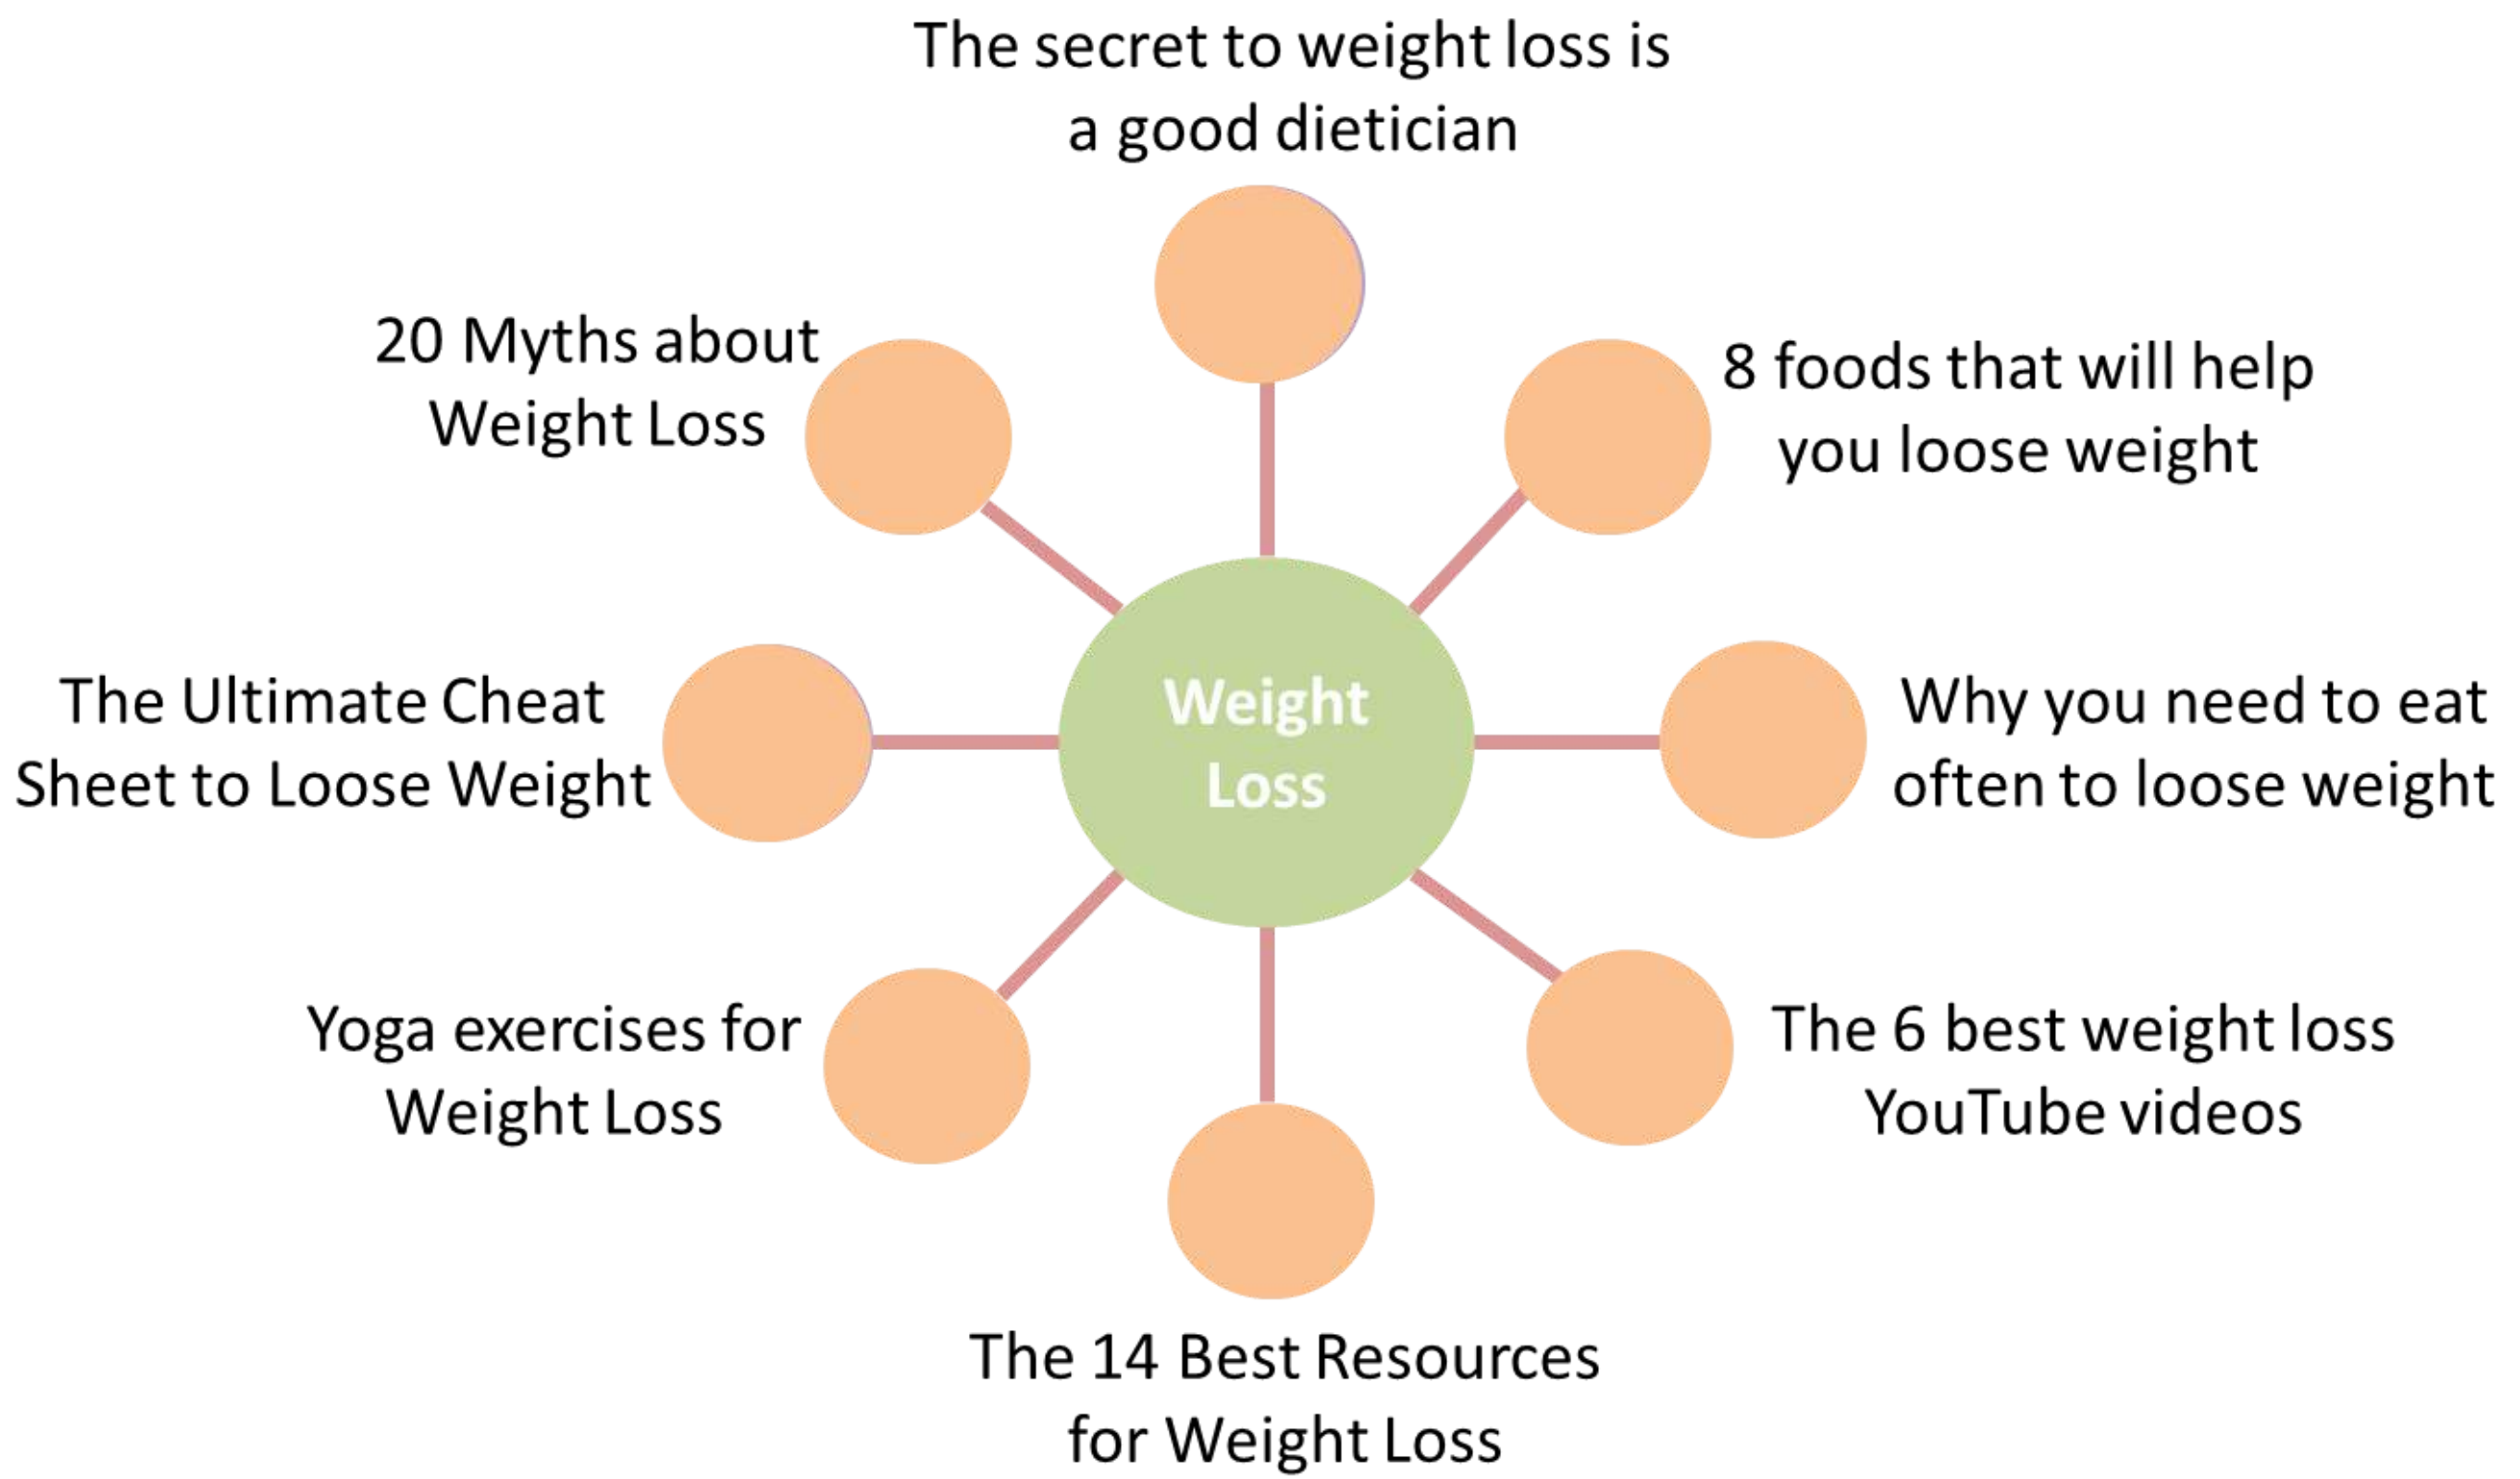 The secret to weight loss is
a good dietician
20 Myths about
Weight Loss
8 foods that will help
you loose weight
The Ultimate Cheat
Sheet to Loose Weight
Weight
Loss
Why you need to eat
often to loose weight
Yoga exercises for
Weight Loss
The 6 best weight loss
YouTube videos
The 14 Best Resources
for Weight Loss